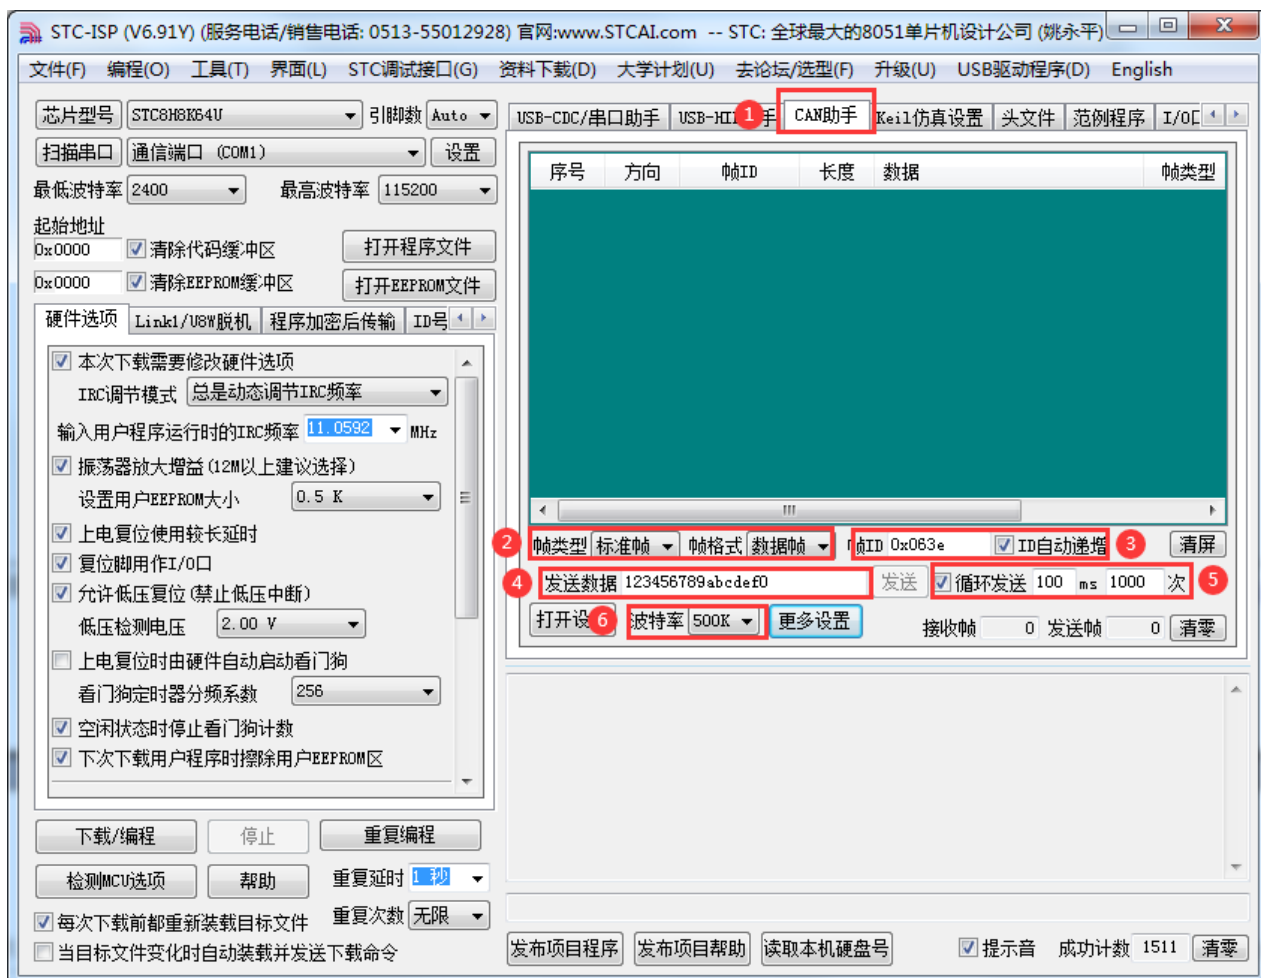 STC-ISP (V6.91Y) (服务电话/销售电话: 0513-55012928) 官网:www.STCAI.com -- STC: 全球最大的8051单片机设计公司 (姚永平)
文件(F) 编程(O) 工具(T) 界面(L) STC调试接口(G) 资料下载(D) 大学计划(U) 去论坛/选型(F) 升级(U) USB驱动程序(D) English
芯片型号 STC8H8K64U 引脚数 Auto
扫描串口 通信端口 (COM1) 设置
最低波特率 2400 最高波特率 115200
起始地址
0x0000 清除代码缓冲区 打开程序文件
0x0000 清除EEPROM缓冲区 打开EEPROM文件
硬件选项 Link1/U8W脱机 程序加密后传输 ID号
本次下载需要修改硬件选项
IRC调节模式 总是动态调节IRC频率
输入用户程序运行时的IRC频率 11.0592 MHz
振荡器放大增益(12M以上建议选择)
设置用户EEPROM大小 0.5 K
上电复位使用较长延时
复位脚用作I/O口
允许低压复位(禁止低压中断)
低压检测电压 2.00 V
上电复位时由硬件自动启动看门狗
看门狗定时器分频系数 256
空闲状态时停止看门狗计数
下次下载用户程序时擦除用户EEPROM区
下载/编程 停止 重复编程
检测MCU选项 帮助 重复延时 1 秒
每次下载前都重新装载目标文件 重复次数 无限
当目标文件变化时自动装载并发送下载命令
USB-CDC/串口助手 USB-HI 1 手 CAN助手 Keil仿真设置 头文件 范例程序 I/O
序号 方向 帧ID 长度 数据 帧类型
2 帧类型 标准帧 帧格式 数据帧 帧ID 0x063e ID自动递增 3 清屏
4 发送数据 123456789abcdef0 发送 循环发送 100 ms 1000 次 5
打开设 6 波特率 500K 更多设置 接收帧 0 发送帧 0 清零
发布项目程序 发布项目帮助 读取本机硬盘号 提示音 成功计数 1511 清零